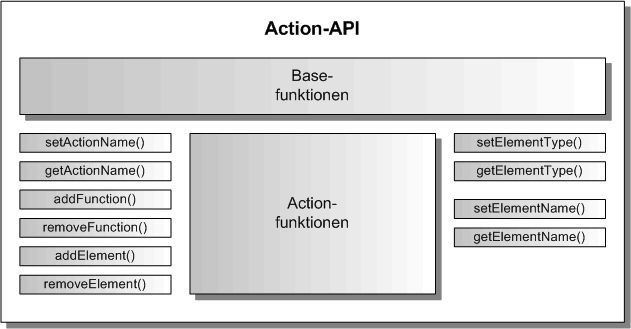 Action-API
Base-
funktionen
setActionName()
getActionName()
addFunction()
removeFunction()
addElement()
removeElement()
Action-
funktionen
setElementType()
getElementType()
setElementName()
getElementName()